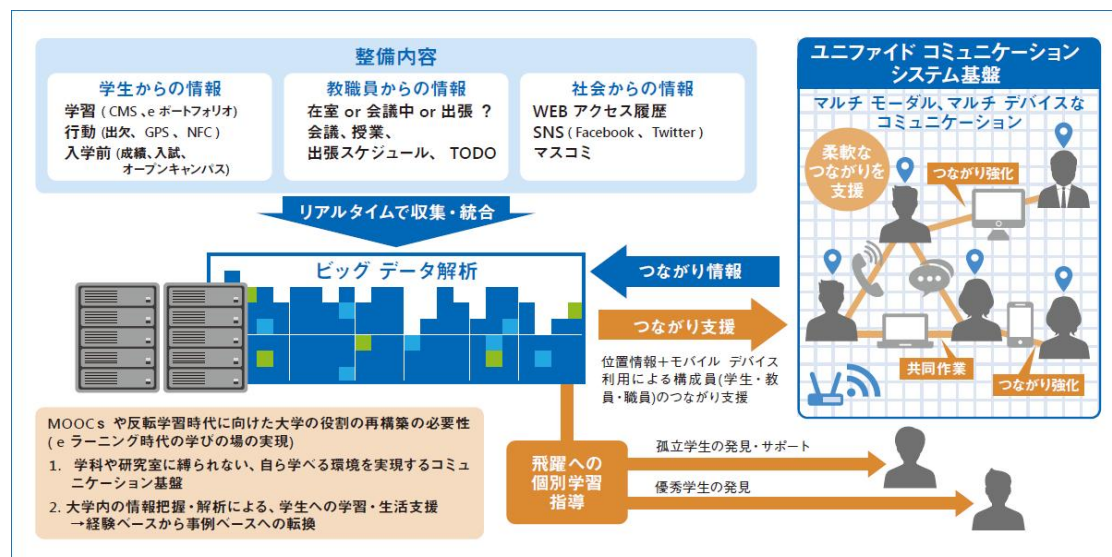 整備内容
学生からの情報
学習 ( CMS 、e ポートフォリオ)
行動 (出欠、GPS 、NFC )
入学前 (成績、入試、
オープンキャンパス)
教職員からの情報
在室 or 会議中 or 出張 ?
会議、授業、
出張スケジュール、 TODO
社会からの情報
WEB アクセス履歴
SNS ( Facebook 、Twitter )
マスコミ
リアルタイムで収集・統合
ビッグ データ解析
つながり情報
つながり支援
位置情報＋モバイル デバイス
利用による構成員(学生・教
員・職員)のつながり支援
ユニファイド コミュニケーション
システム基盤
マルチ モーダル、マルチ デバイスな
コミュニケーション
柔軟な
つながりを
支援
つながり強化
共同作業
つながり強化
MOOCs や反転学習時代に向けた大学の役割の再構築の必要性
( e ラーニング時代の学びの場の実現)
1. 学科や研究室に縛られない、自ら学べる環境を実現するコミュ
ニケーション基盤
2. 大学内の情報把握・解析による、学生への学習・生活支援
→経験ベースから事例ベースへの転換
飛躍への
個別学習
指導
孤立学生の発見・サポート
優秀学生の発見